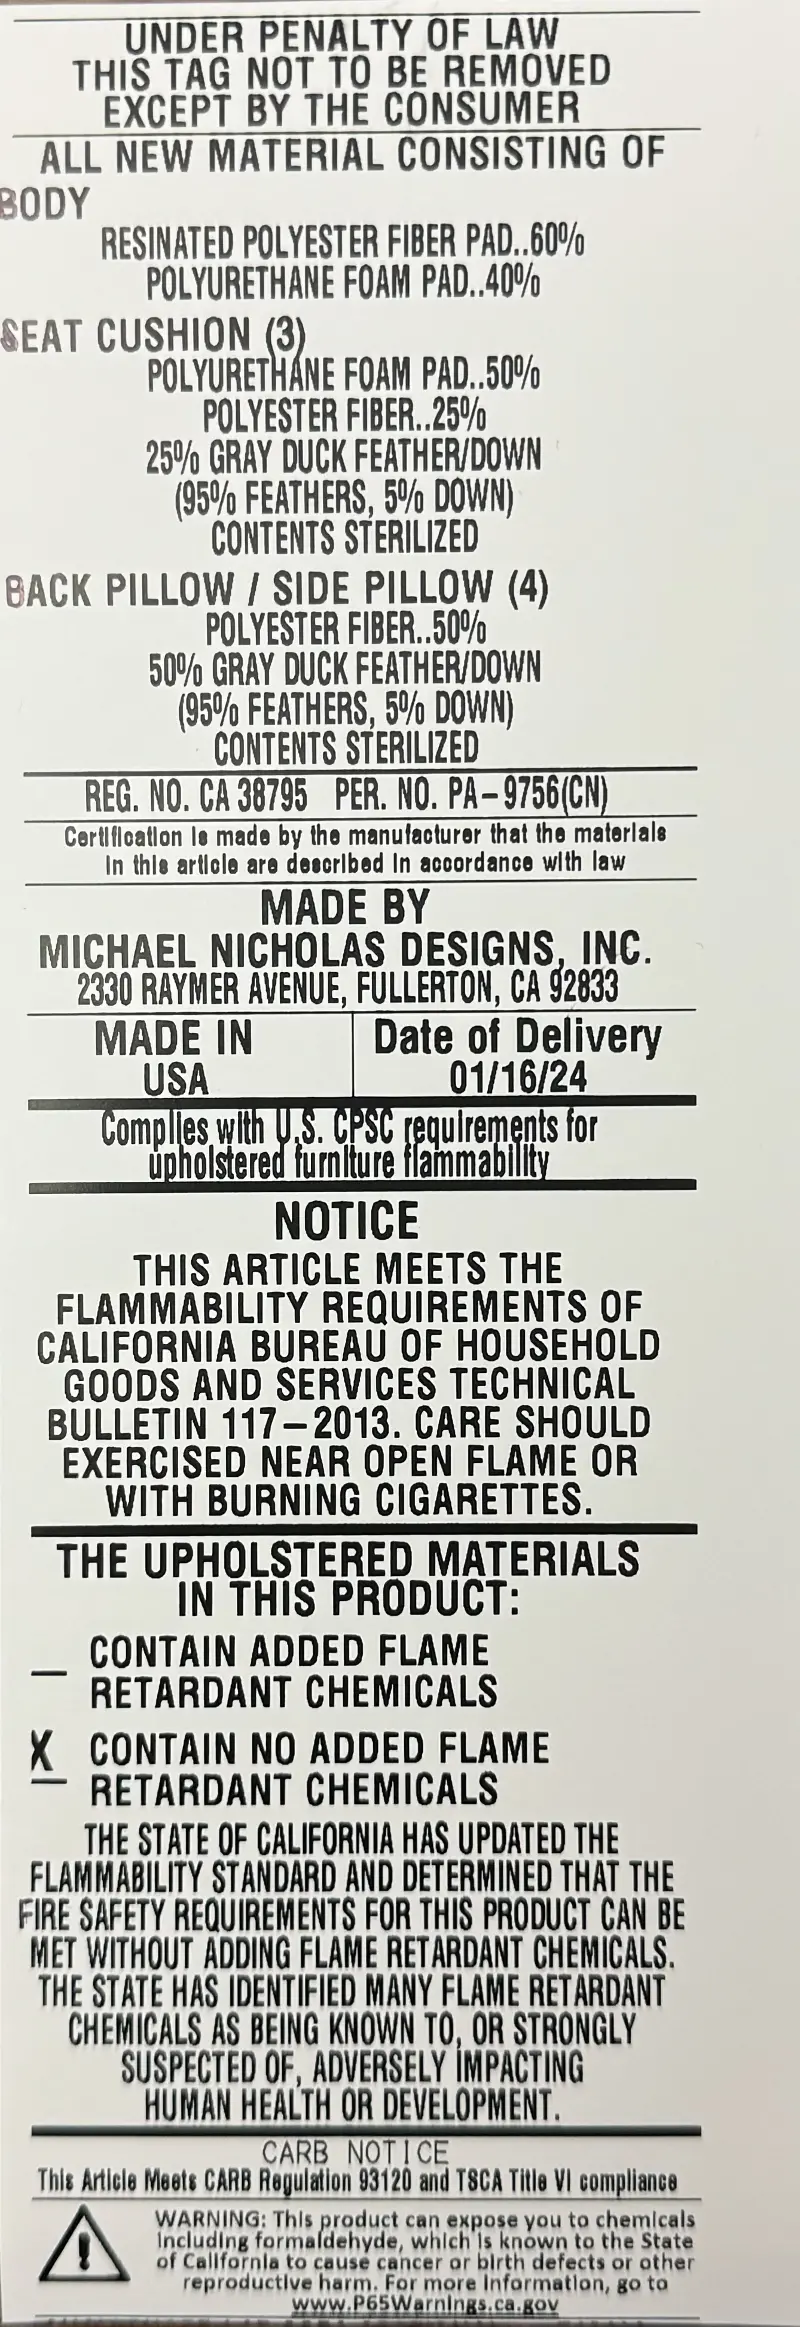 UNDER PENALTY OF LAW
THIS TAG NOT TO BE REMOVED
EXCEPT BY THE CONSUMER
ALL NEW MATERIAL CONSISTING OF
BODY
RESINATED POLYESTER FIBER PAD..60%
POLYURETHANE FOAM PAD..40%
SEAT CUSHION (3)
POLYURETHANE FOAM PAD..50%
POLYESTER FIBER..25%
25% GRAY DUCK FEATHER/DOWN
(95% FEATHERS, 5% DOWN)
CONTENTS STERILIZED
BACK PILLOW / SIDE PILLOW (4)
POLYESTER FIBER..50%
50% GRAY DUCK FEATHER/DOWN
(95% FEATHERS, 5% DOWN)
CONTENTS STERILIZED
REG. NO. CA 38795 PER. NO. PA-9756(CN)
Certification is made by the manufacturer that the materials
in this article are described in accordance with law
MADE BY
MICHAEL NICHOLAS DESIGNS, INC.
2330 RAYMER AVENUE, FULLERTON, CA 92833
MADE IN
USA
Date of Delivery
01/16/24
Complies with U.S. CPSC requirements for
upholstered furniture flammability
NOTICE
THIS ARTICLE MEETS THE
FLAMMABILITY REQUIREMENTS OF
CALIFORNIA BUREAU OF HOUSEHOLD
GOODS AND SERVICES TECHNICAL
BULLETIN 117-2013. CARE SHOULD
EXERCISED NEAR OPEN FLAME OR
WITH BURNING CIGARETTES.
THE UPHOLSTERED MATERIALS
IN THIS PRODUCT:
_ CONTAIN ADDED FLAME
RETARDANT CHEMICALS
X CONTAIN NO ADDED FLAME
RETARDANT CHEMICALS
THE STATE OF CALIFORNIA HAS UPDATED THE
FLAMMABILITY STANDARD AND DETERMINED THAT THE
FIRE SAFETY REQUIREMENTS FOR THIS PRODUCT CAN BE
MET WITHOUT ADDING FLAME RETARDANT CHEMICALS.
THE STATE HAS IDENTIFIED MANY FLAME RETARDANT
CHEMICALS AS BEING KNOWN TO, OR STRONGLY
SUSPECTED OF, ADVERSELY IMPACTING
HUMAN HEALTH OR DEVELOPMENT.
CARB NOTICE
This Article Meets CARB Regulation 93120 and TSCA Title VI compliance
WARNING: This product can expose you to chemicals
including formaldehyde, which is known to the State
of California to cause cancer or birth defects or other
reproductive harm. For more information, go to
www.P65Warnings.ca.gov